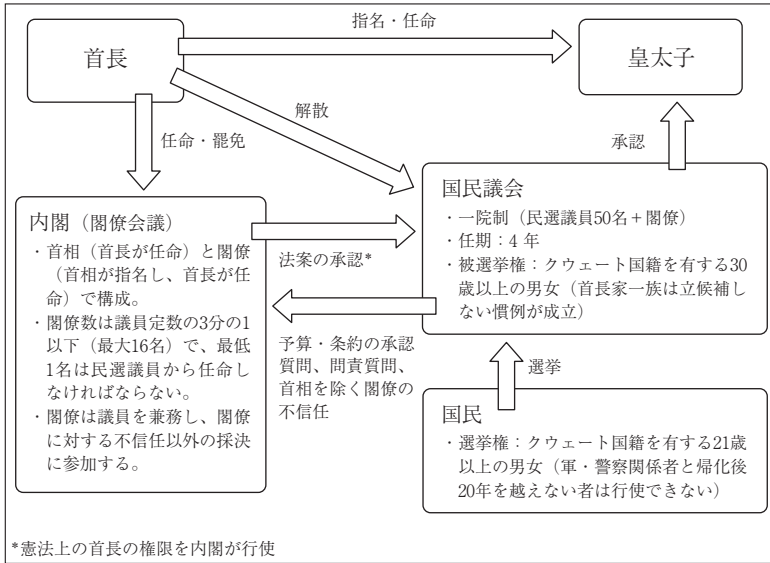 首長
指名・任命
皇太子
解散
任命・罷免
承認
内閣(閣僚会議)
・首相(首長が任命)と閣僚
(首相が指名し、首長が任
命)で構成。
・閣僚数は議員定数の3分の1
以下(最大16名)で、最低
1名は民選議員から任命し
なければならない。
・閣僚は議員を兼務し、閣僚
に対する不信任以外の採決
に参加する。
法案の承認*
予算・条約の承認
質問、問責質問、
首相を除く閣僚の
不信任
国民議会
・一院制(民選議員50名+閣僚)
・任期:4年
・被選挙権:クウェート国籍を有する30
歳以上の男女(首長家一族は立候補し
ない慣例が成立)
選挙
国民
・選挙権:クウェート国籍を有する21歳
以上の男女(軍・警察関係者と帰化後
20年を越えない者は行使できない)
*憲法上の首長の権限を内閣が行使